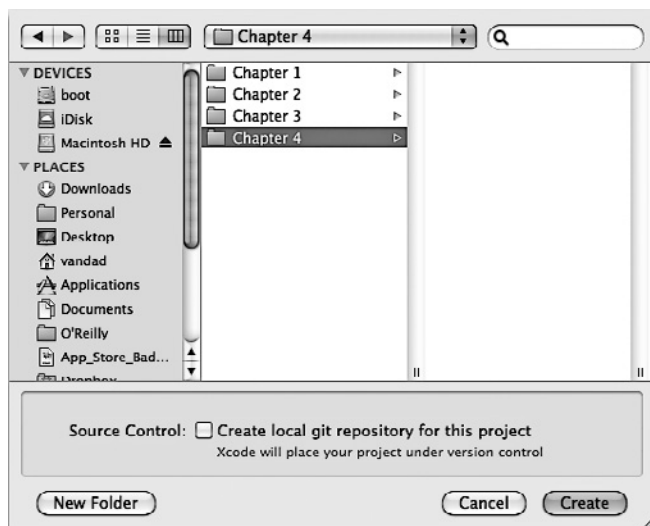 Chapter 4
DEVICES
boot
iDisk
Macintosh HD
PLACES
Downloads
Personal
Desktop
vandad
Applications
Documents
O'Reilly
App_Store_Bad...
Dropbox
Chapter 1
Chapter 2
Chapter 3
Chapter 4
Source Control: Create local git repository for this project
Xcode will place your project under version control
New Folder Cancel Create